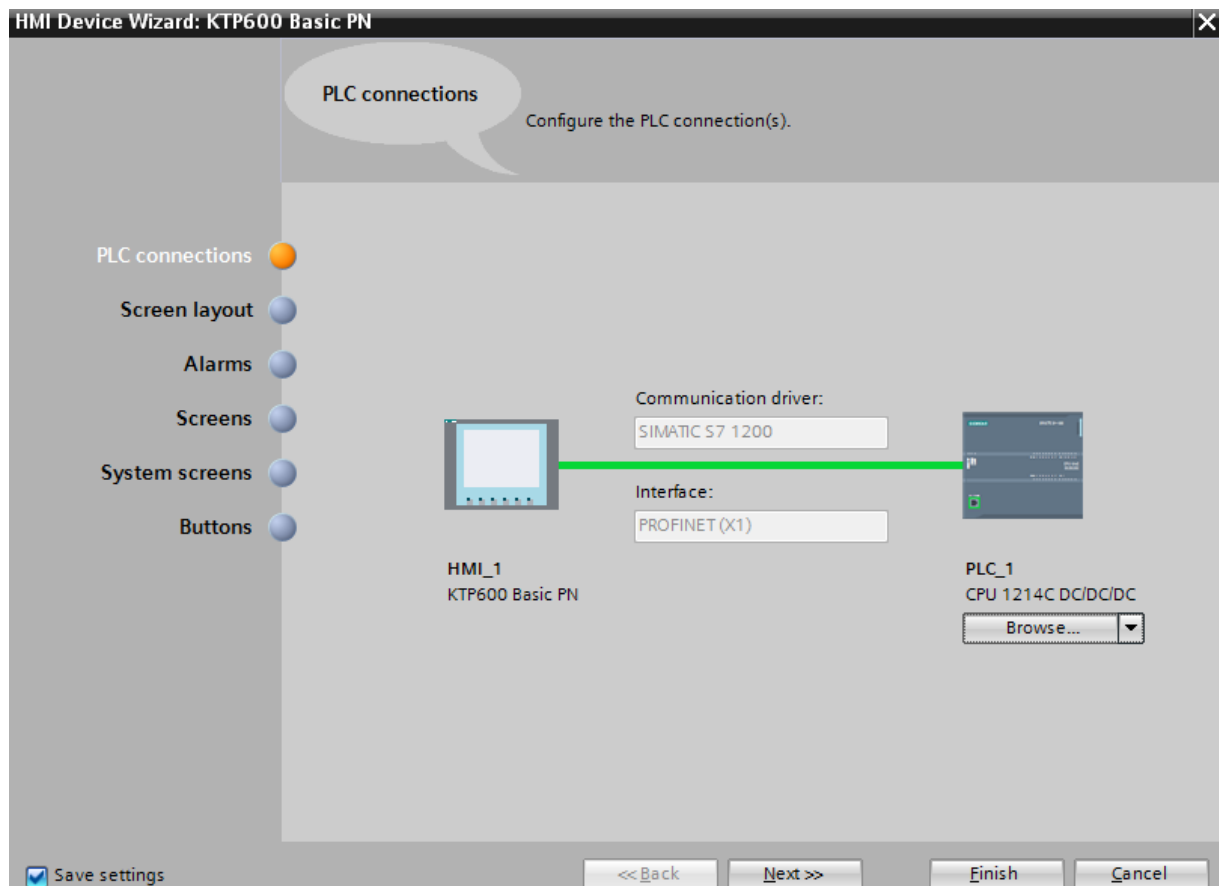 HMI Device Wizard: KTP600 Basic PN
PLC connections
Configure the PLC connection(s).
PLC connections
Screen layout
Alarms
Screens
System screens
Buttons
Communication driver:
SIMATIC S7 1200
Interface:
PROFINET (X1)
HMI_1
KTP600 Basic PN
PLC_1
CPU 1214C DC/DC/DC
Browse...
Save settings
<< Back
Next >>
Finish
Cancel